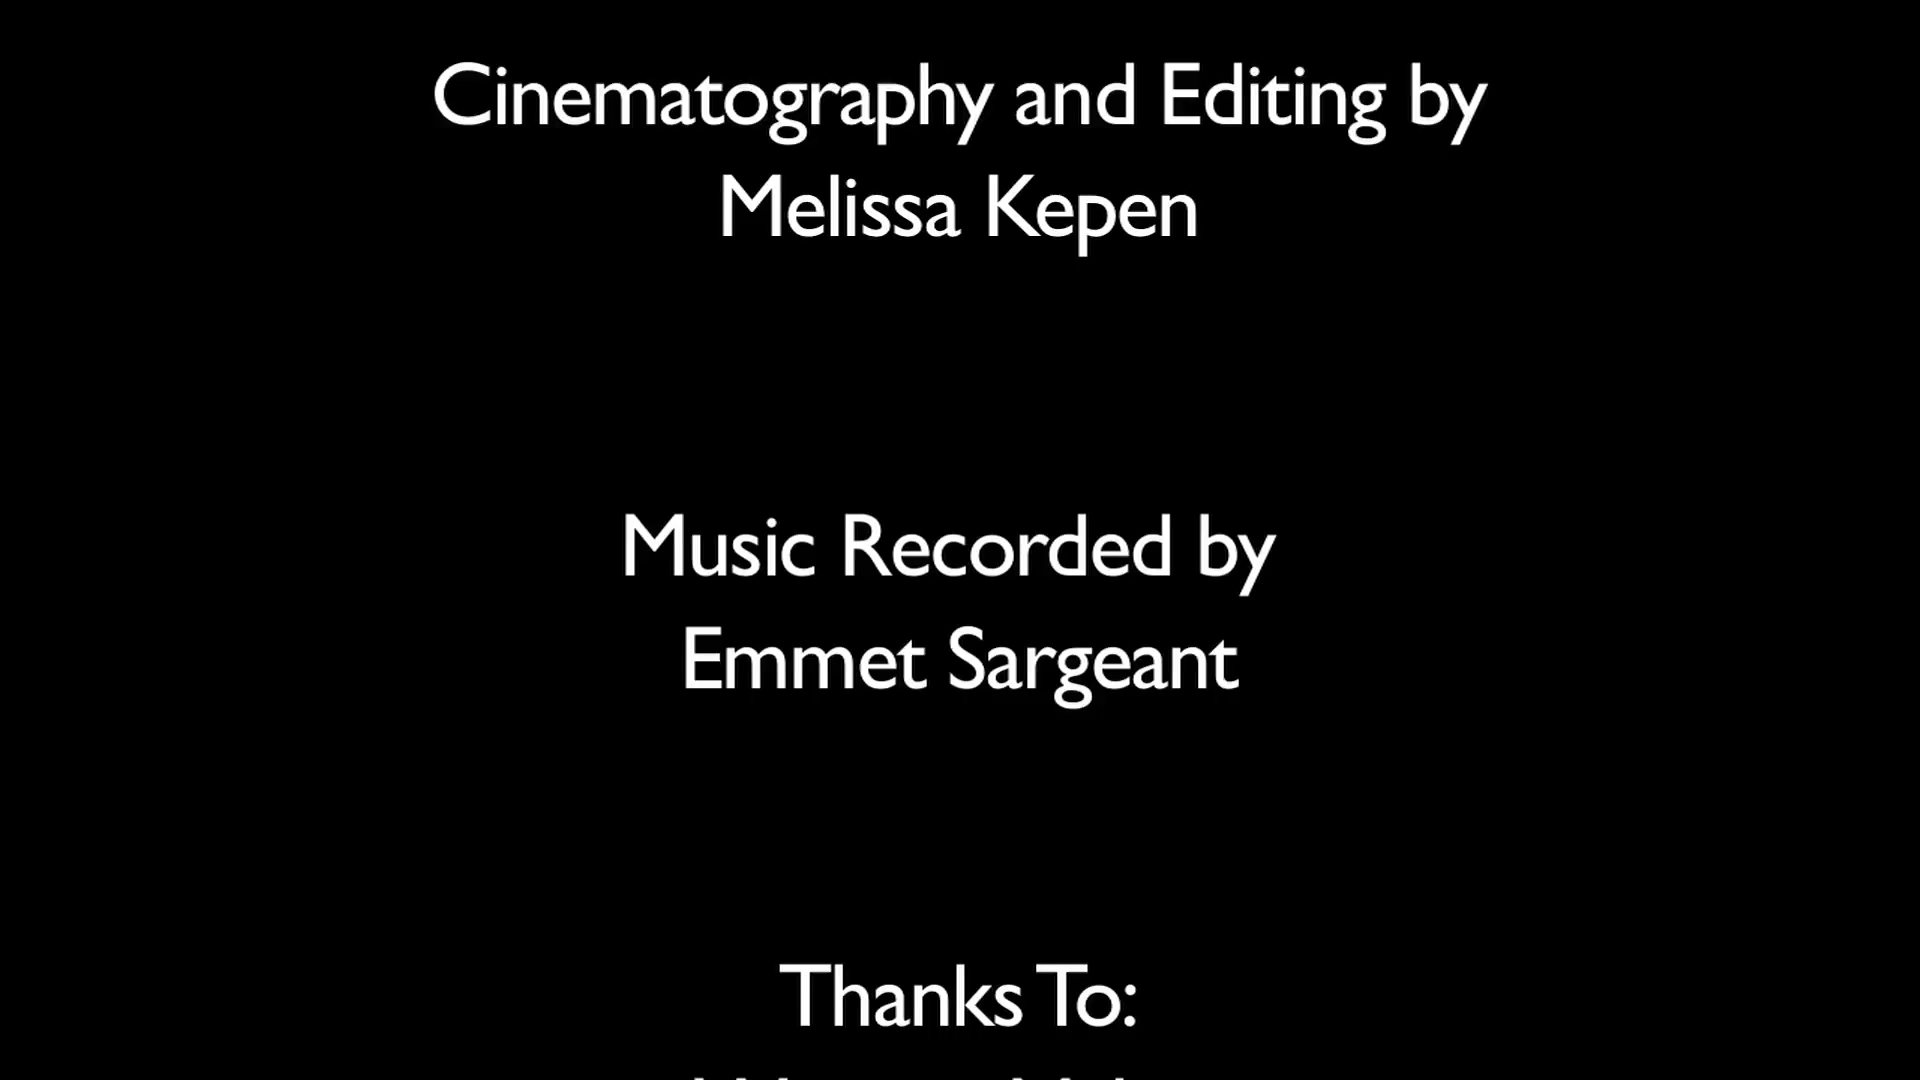 Cinematography and Editing by
Melissa Kepen
Music Recorded by
Emmet Sargeant
Thanks To: